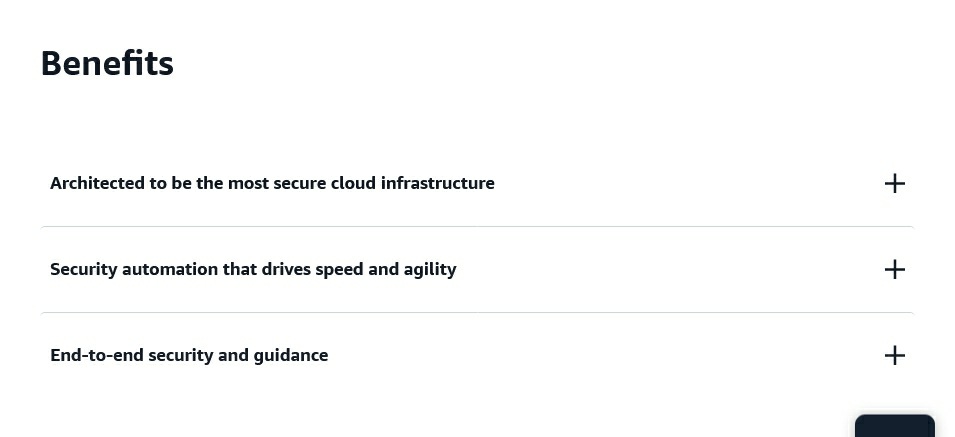 Benefits
Architected to be the most secure cloud infrastructure
Security automation that drives speed and agility
End-to-end security and guidance